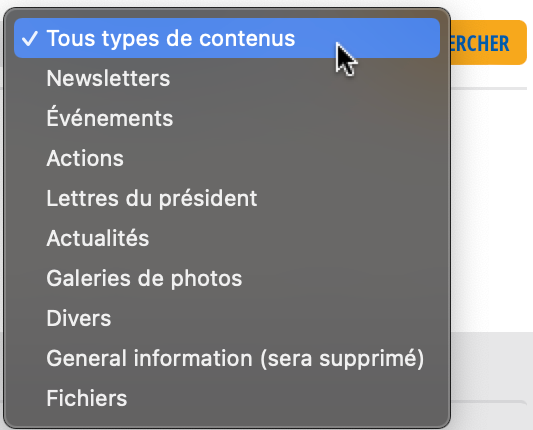 ✓ Tous types de contenus
ERCHER
Newsletters
Événements
Actions
Lettres du président
Actualités
Galeries de photos
Divers
General information (sera supprimé)
Fichiers